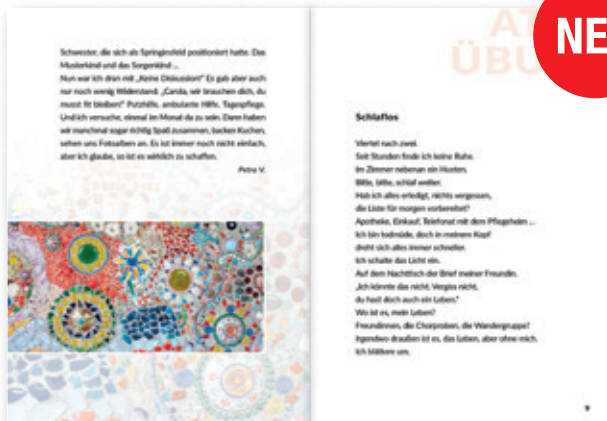 Schwester, die sich als Springinsfeld positioniert hatte. Das
Musterkind und das Sorgenkind ...
Nun war ich dran mit „Keine Diskussion!“ Es gab aber auch
nur noch wenig Widerstand. „Carola, wir brauchen dich, du
musst fit bleiben!“ Putzhilfe, ambulante Hilfe, Tagespflege.
Und ich versuche, einmal im Monat da zu sein. Dann haben
wir manchmal sogar richtig Spaß zusammen, backen Kuchen,
sehen uns Fotoalben an. Es ist immer noch nicht einfach,
aber ich glaube, so ist es wirklich zu schaffen.
Petra V.
NE
AT
ÜBU
Schlaflos
Viertel nach zwei.
Seit Stunden finde ich keine Ruhe.
Im Zimmer nebenan ein Husten.
Bitte, bitte, schlaf weiter.
Hab ich alles erledigt, nichts vergessen,
die Liste für morgen vorbereitet?
Apotheke, Einkauf, Telefonat mit dem Pflegeheim ...
Ich bin todmüde, doch in meinem Kopf
dreht sich alles immer schneller.
Ich schalte das Licht ein.
Auf dem Nachttisch der Brief meiner Freundin.
„Ich könnte das nicht. Vergiss nicht,
du hast doch auch ein Leben.“
Wo ist es, mein Leben?
Freundinnen, die Chorproben, die Wandergruppe?
Irgendwo draußen ist es, das Leben, aber ohne mich.
Ich blättere um.
9